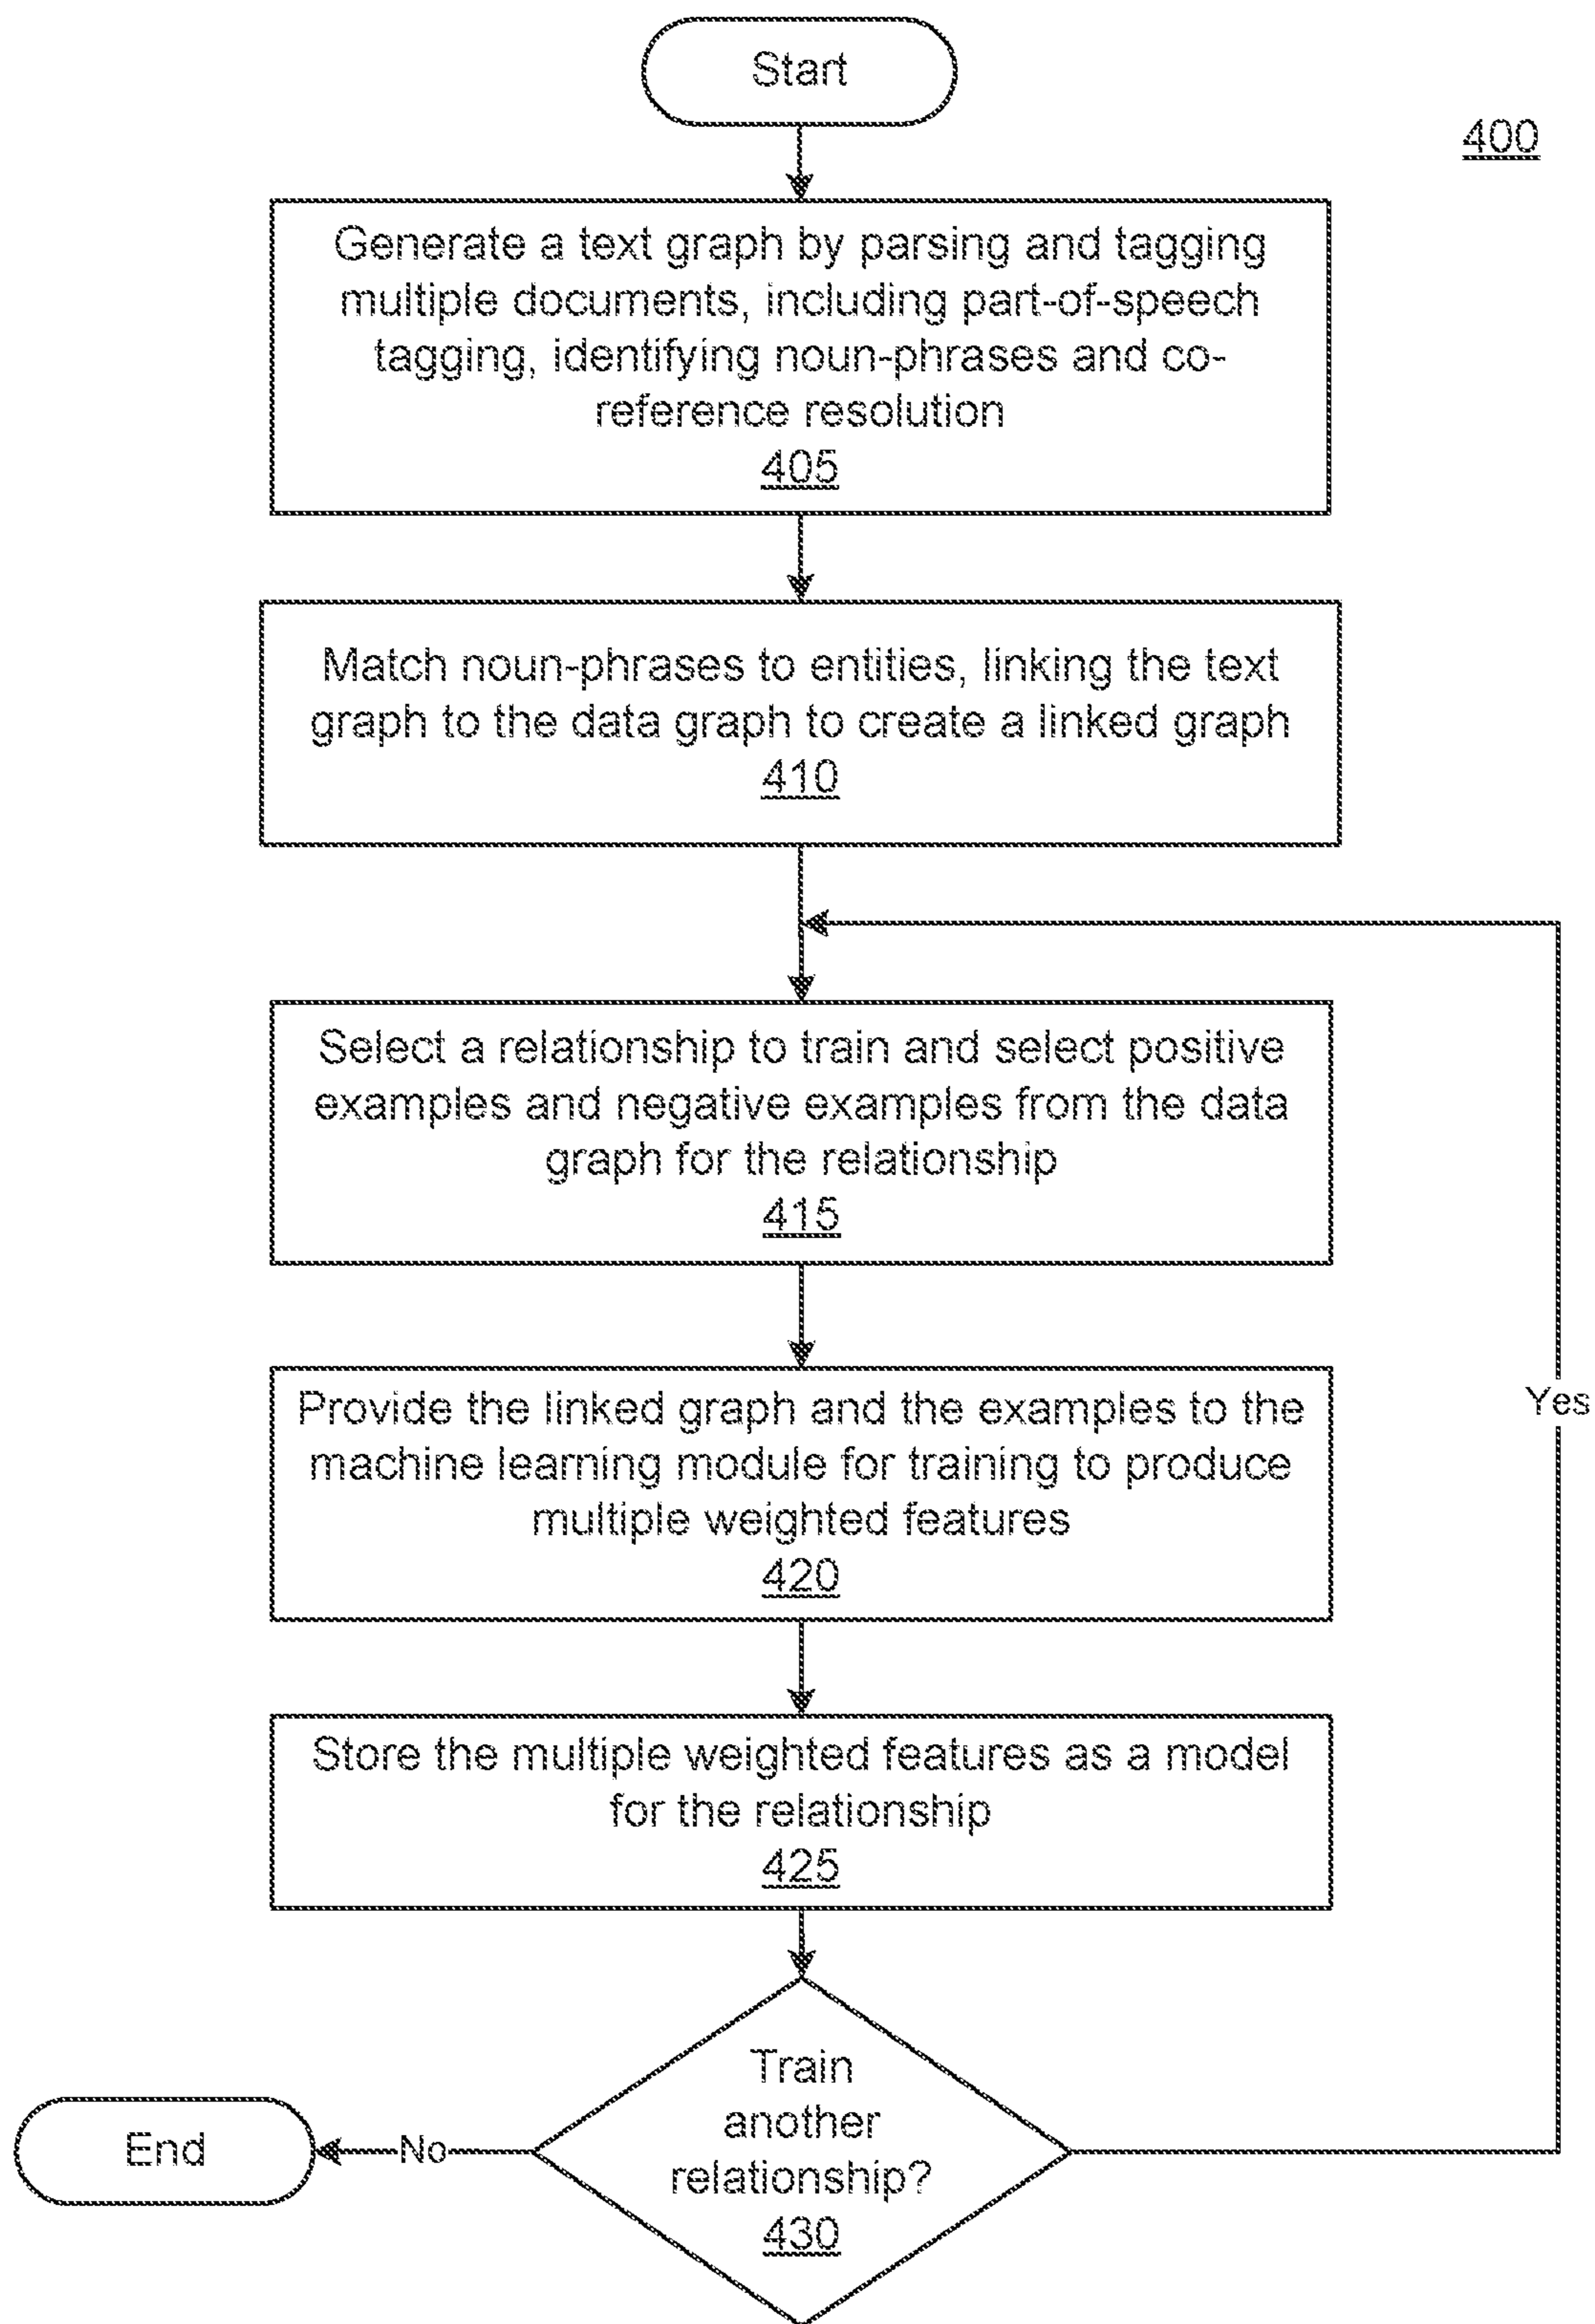 Start
400
Generate a text graph by parsing and tagging
multiple documents, including part-of-speech
tagging, identifying noun-phrases and co-
reference resolution
405
Match noun-phrases to entities, linking the text
graph to the data graph to create a linked graph
410
Select a relationship to train and select positive
examples and negative examples from the data
graph for the relationship
415
Provide the linked graph and the examples to the
machine learning module for training to produce
multiple weighted features
420
Yes
Store the multiple weighted features as a model
for the relationship
425
Train
another
relationship?
430
No
End